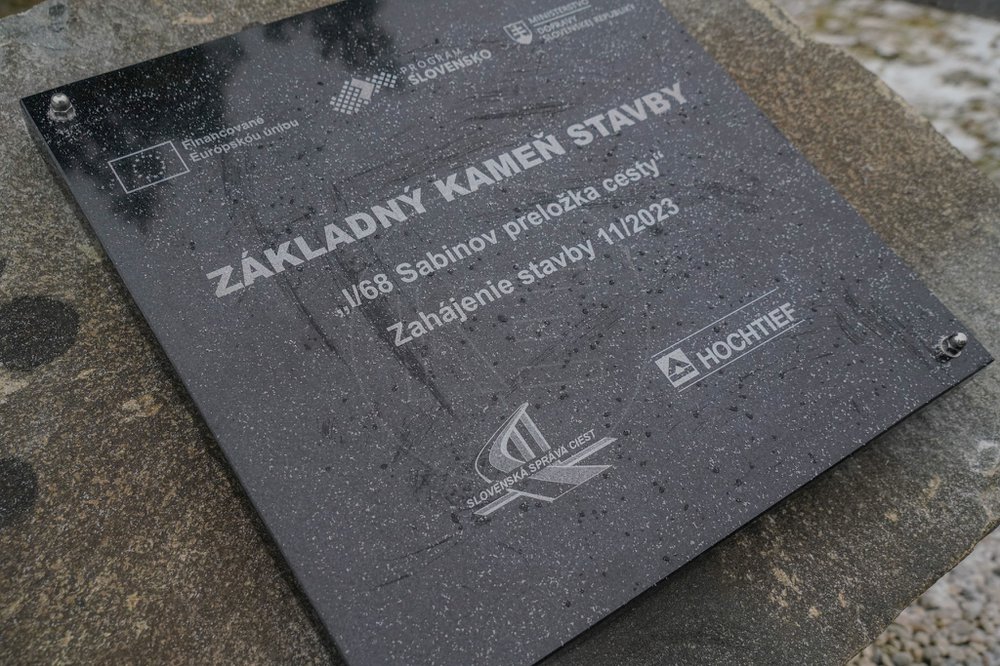 Financované
Európskou úniou
PROGRAM
SLOVENSKO
MINISTERSTVO
DOPRAVY
SLOVENSKEJ REPUBLIKY
ZÁKLADNÝ KAMEŇ STAVBY
„I/68 Sabinov preložka cesty“
Zahájenie stavby 11/2023
HOCHTIEF
SLOVENSKÁ SPRÁVA CIEST